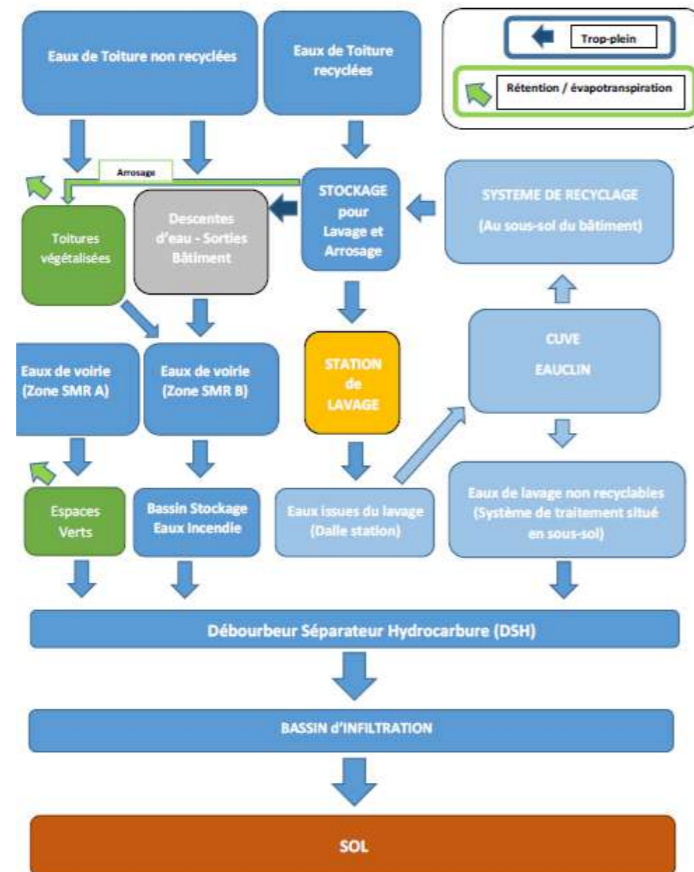 Eaux de Toiture non recyclées
Eaux de Toiture
recyclées
Trop-plein
Rétention / évapotranspiration
Arrosage
Toitures
végétalisées
Descentes
d'eau - Sorties
Bâtiment
STOCKAGE
pour
Lavage et
Arrosage
SYSTEME DE RECYCLAGE
(Au sous-sol du bâtiment)
Eaux de voirie
(Zone SMR A)
Eaux de voirie
(Zone SMR B)
STATION
de
LAVAGE
CUVE
EAUCLIN
Espaces
Verts
Bassin Stockage
Eaux Incendie
Eaux issues du lavage
(Dalle station)
Eaux de lavage non recyclables
(Système de traitement situé
en sous-sol)
Débourbeur Séparateur Hydrocarbure (DSH)
BASSIN d'INFILTRATION
SOL